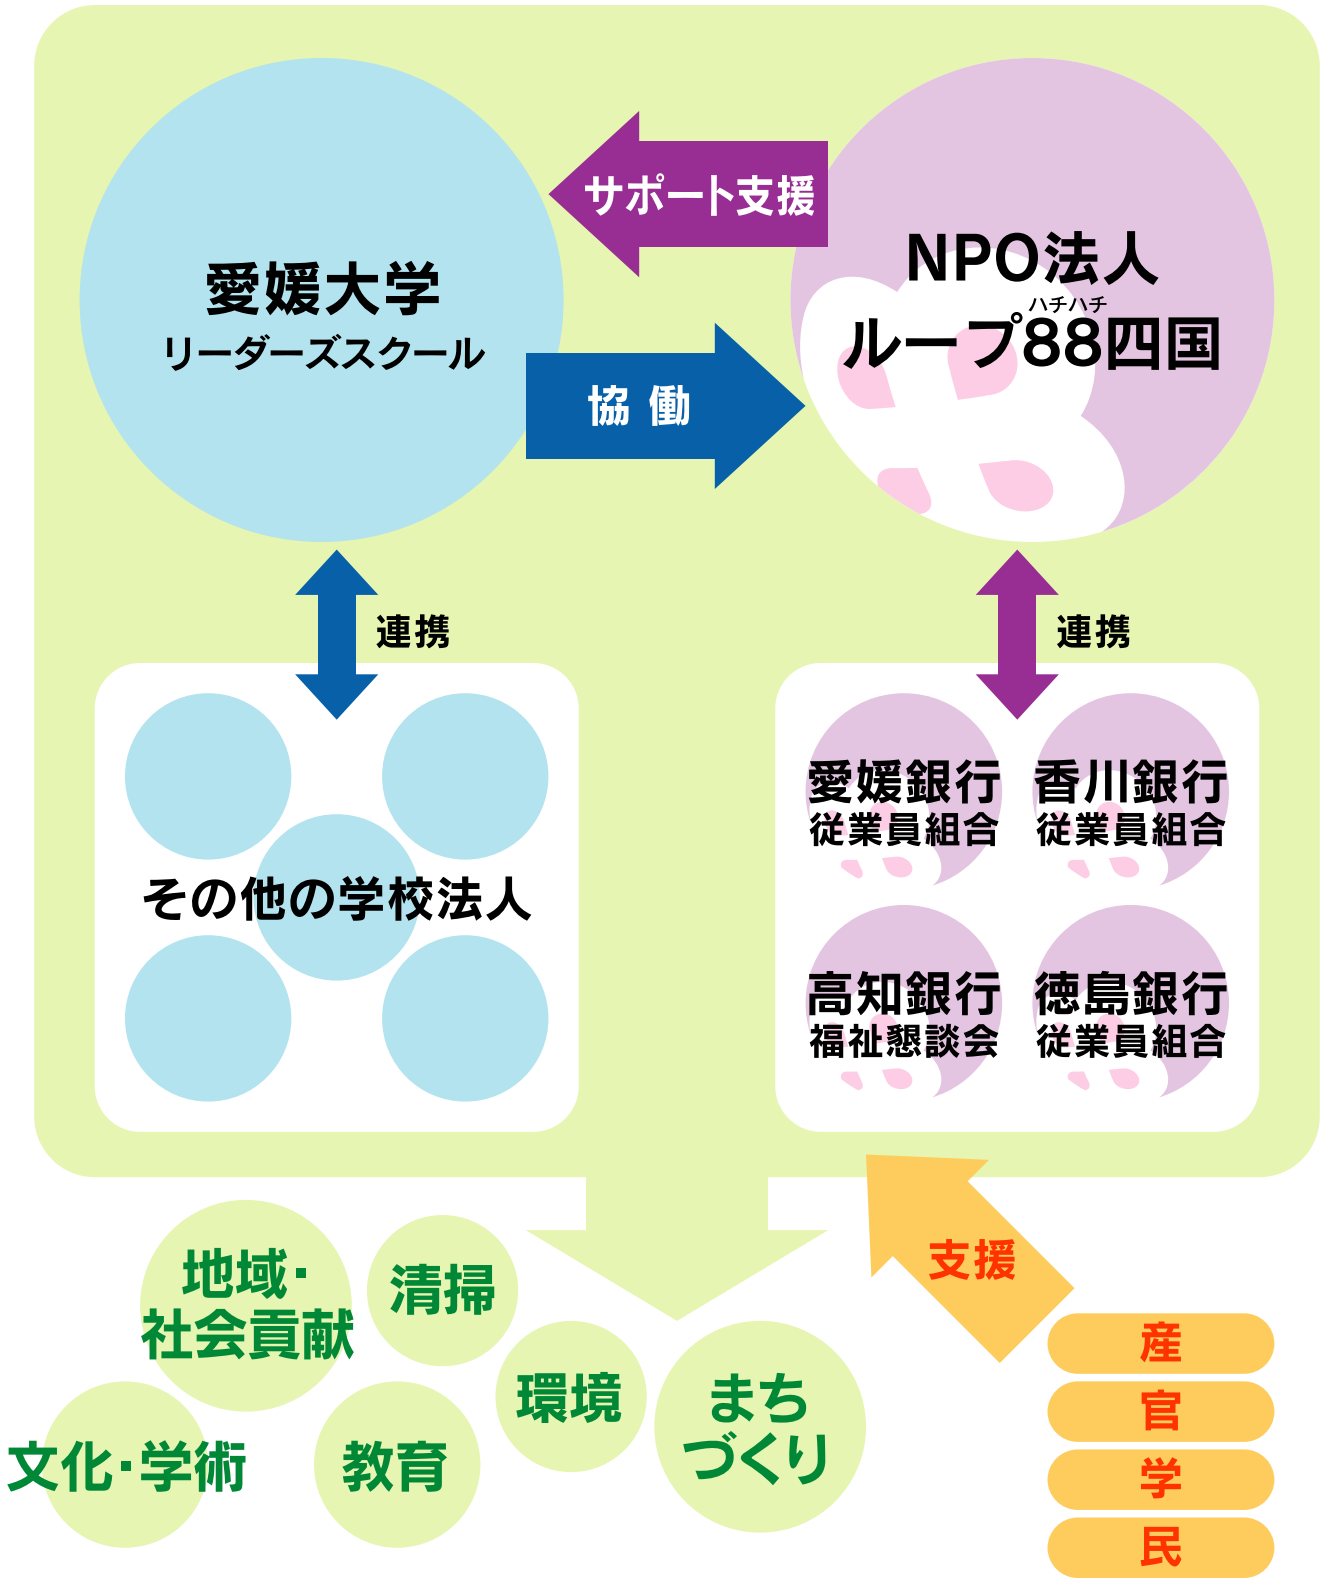 サポート支援
愛媛大学
リーダーズスクール
NPO法人
ハチハチ
ループ88四国
協働
連携
連携
その他の学校法人
愛媛銀行
従業員組合
香川銀行
従業員組合
高知銀行
福祉懇談会
徳島銀行
従業員組合
支援
地域・
社会貢献
清掃
環境
まち
づくり
文化・学術
教育
産
官
学
民